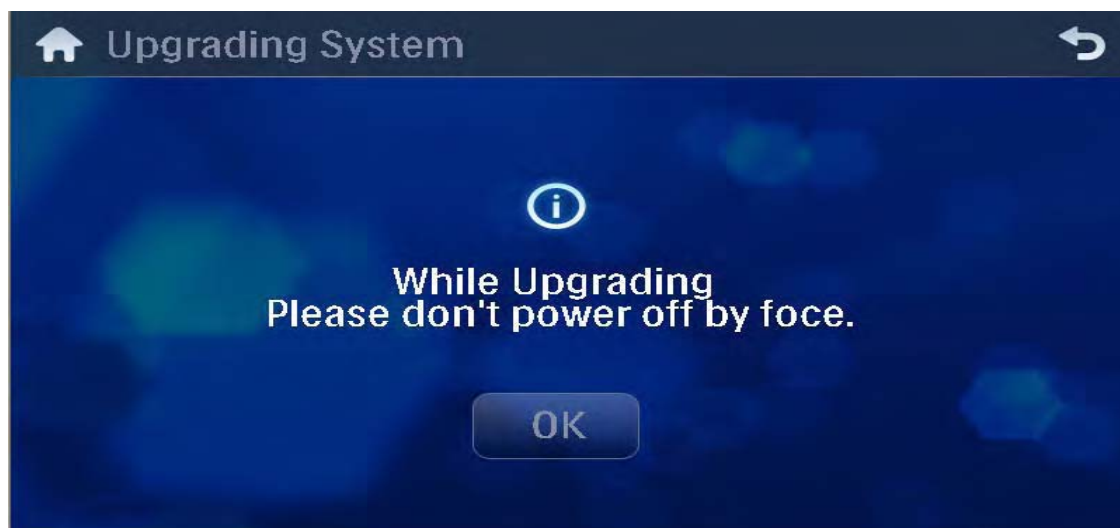 Upgrading System
While Upgrading
Please don't power off by foce.
OK